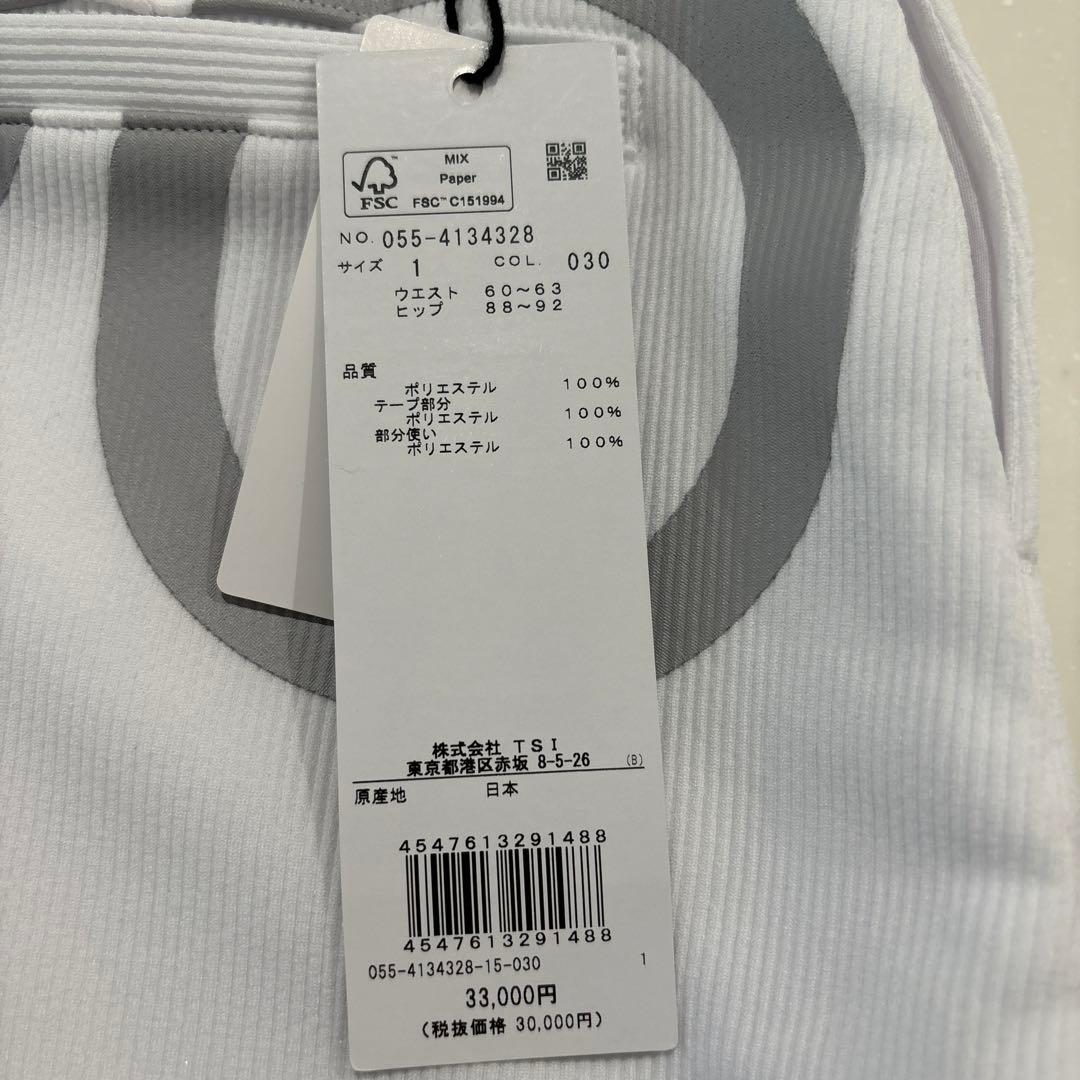 MIX
Paper
FSC™ FSC™ C151994
NO. 055-4134328
サイズ 1 COL. 030
ウエスト 60～63
ヒップ 88～92
品質
ポリエステル 100%
テープ部分
ポリエステル 100%
部分使い
ポリエステル 100%
株式会社 TSI
東京都港区赤坂 8-5-26 (B)
原産地 日本
4547613291488
4547613291488
055-4134328-15-030 1
33,000円
(税抜価格 30,000円)